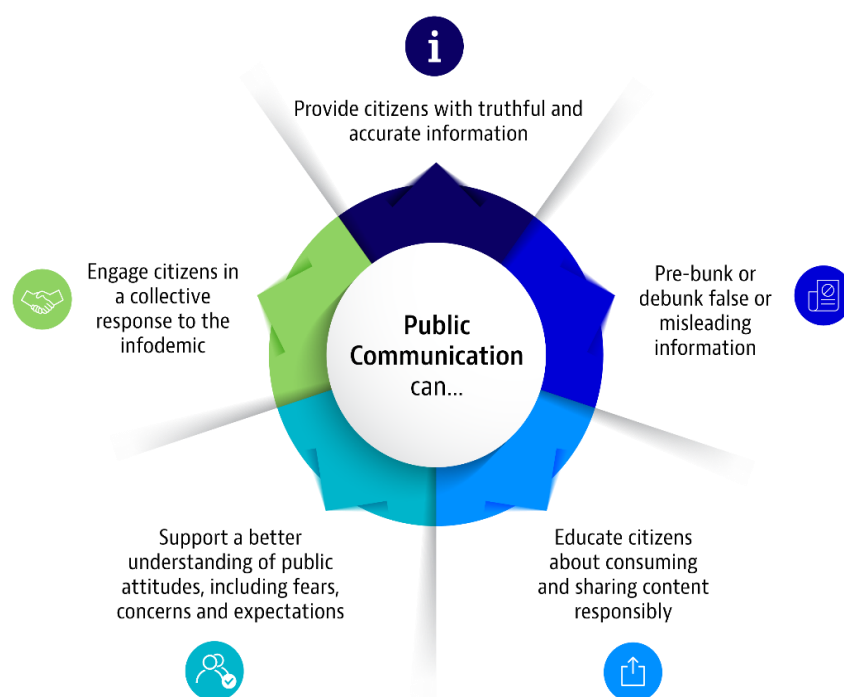 i
Provide citizens with truthful and
accurate information
Pre-bunk or
debunk false or
misleading
information
Educate citizens
about consuming
and sharing content
responsibly
Support a better
understanding of public
attitudes, including fears,
concerns and expectations
Engage citizens in
a collective
response to the
infodemic
Public
Communication
can...